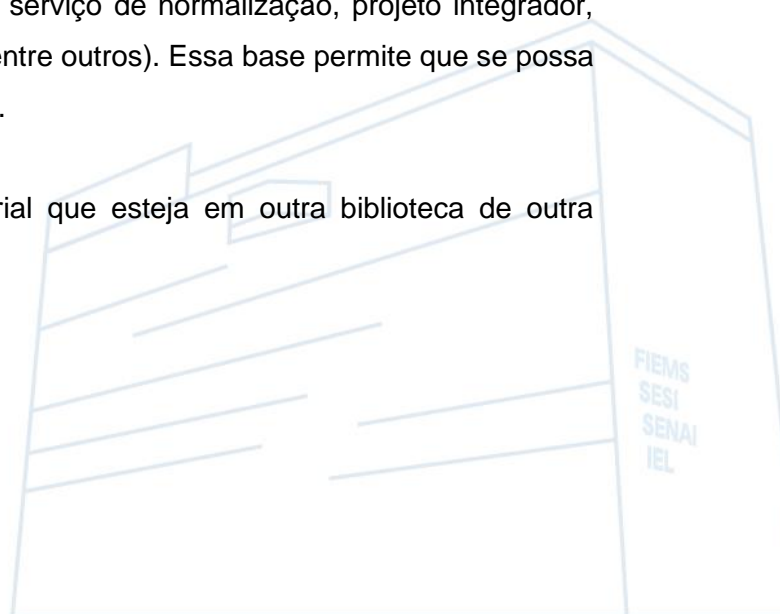 serviço de normalização, projeto integrador,
entre outros). Essa base permite que se possa
.
rial que esteja em outra biblioteca de outra
FIEMS
SESI
SENAI
IEL